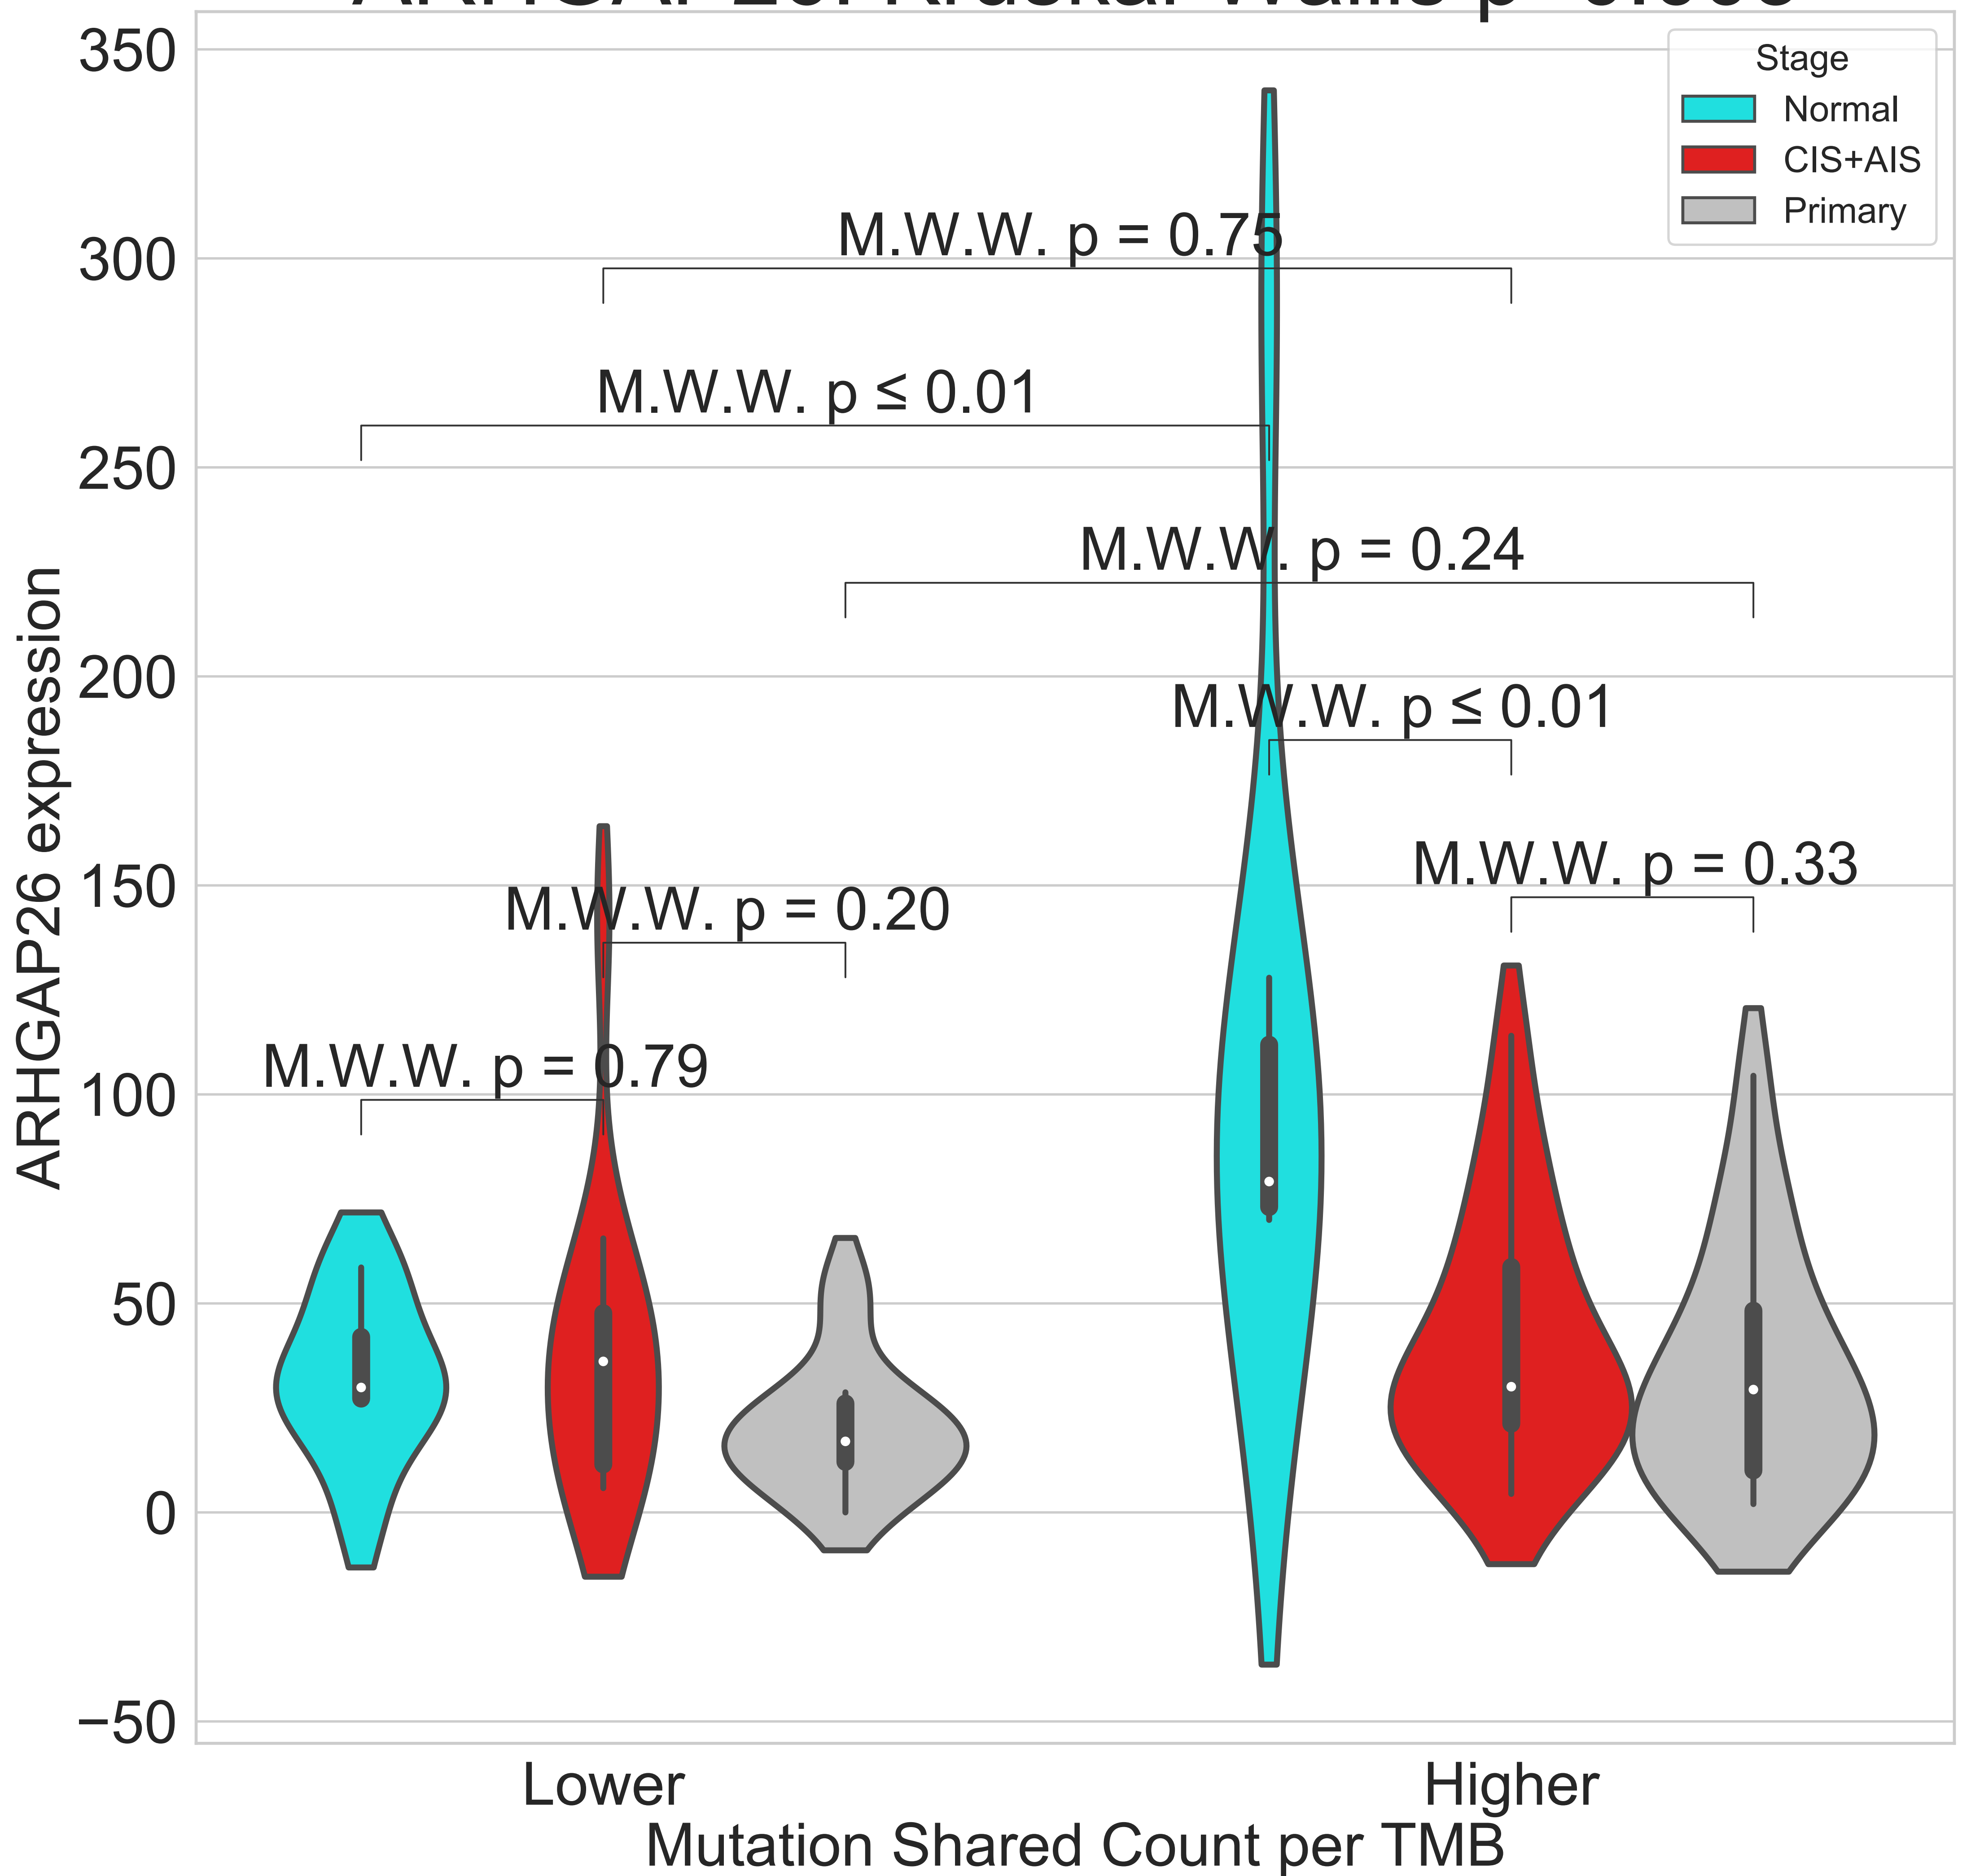 350
Stage
Normal
CIS+AIS
Primary
M.W.W. p = 0.75
300
M.W.W. p ≤ 0.01
250
M.W.W. p = 0.24
200
M.W.W. p ≤ 0.01
M.W.W. p = 0.33
150
M.W.W. p = 0.20
M.W.W. p = 0.79
100
50
0
−50
ARHGAP26 expression
Lower
Higher
Mutation Shared Count per TMB